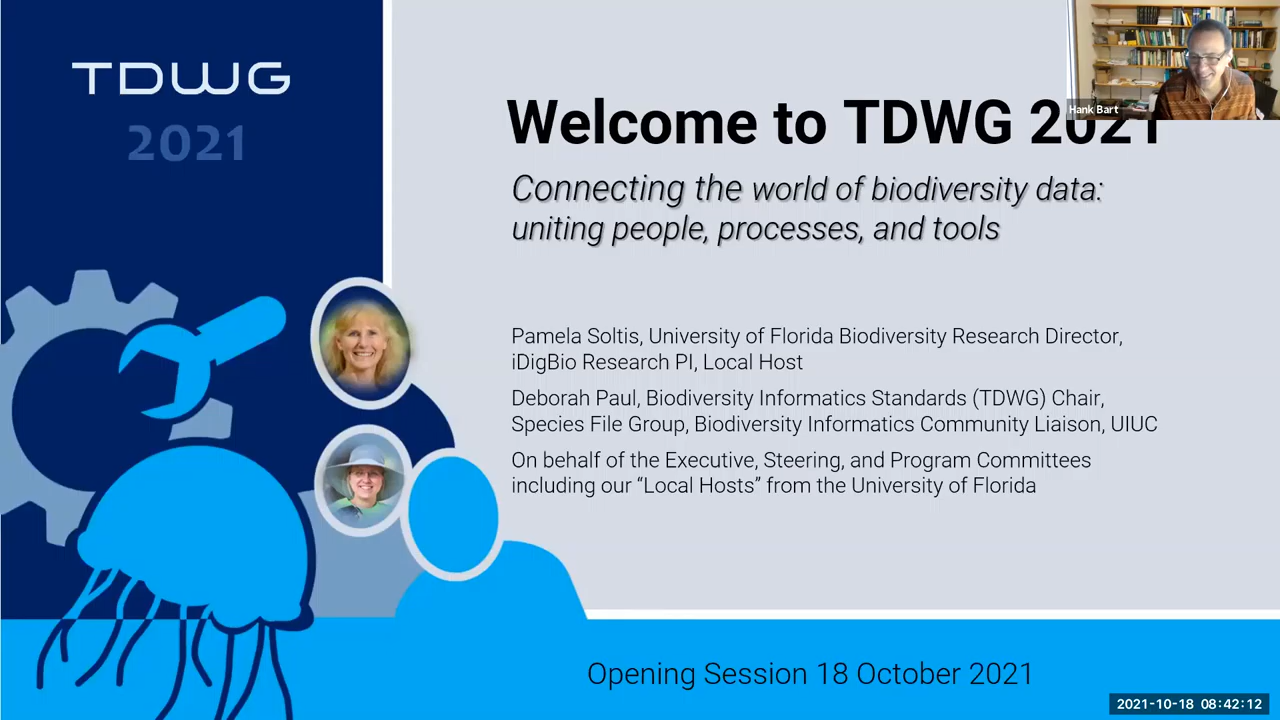 TDWG
2021
Hank Bart
Welcome to TDWG 2021
Connecting the world of biodiversity data:
uniting people, processes, and tools
Pamela Soltis, University of Florida Biodiversity Research Director,
iDigBio Research PI, Local Host
Deborah Paul, Biodiversity Informatics Standards (TDWG) Chair,
Species File Group, Biodiversity Informatics Community Liaison, UIUC
On behalf of the Executive, Steering, and Program Committees
including our “Local Hosts” from the University of Florida
Opening Session 18 October 2021
2021-10-18 08:42:12